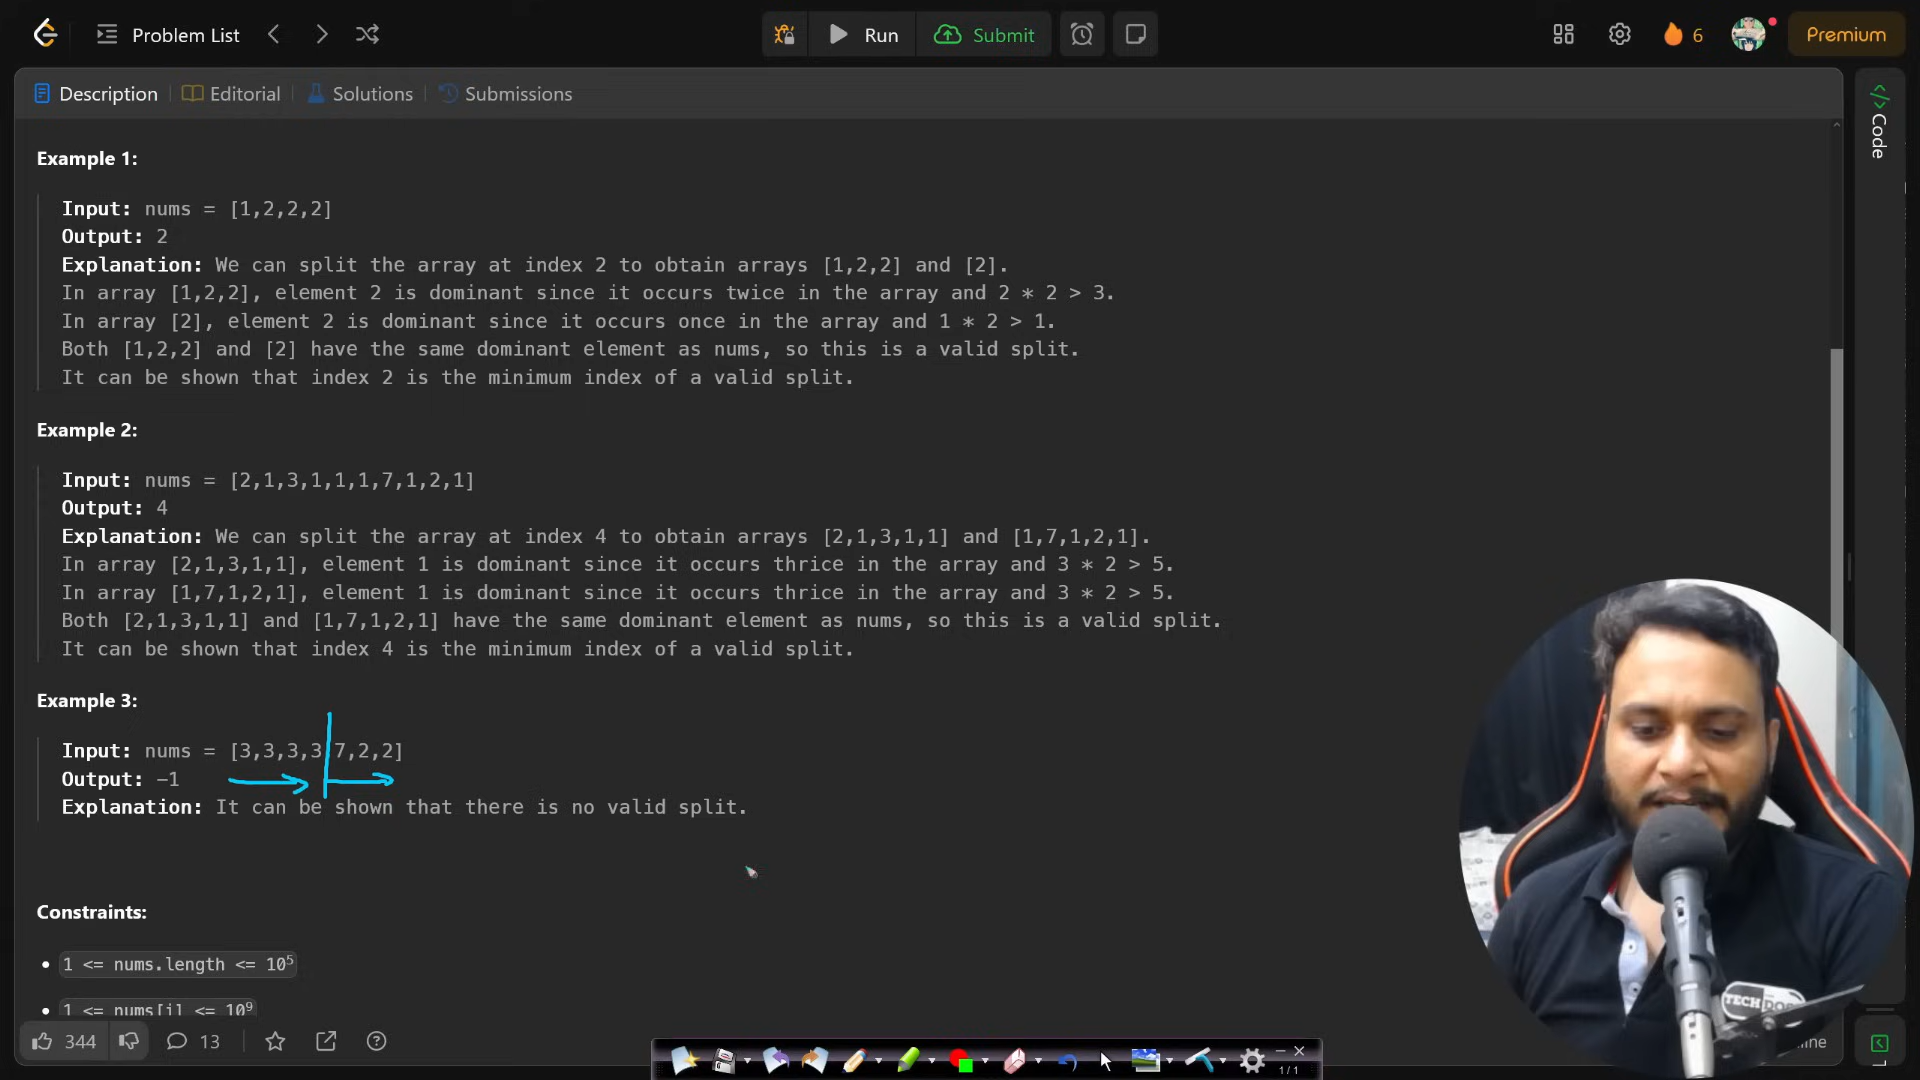 Problem List
Run
Submit
6
Premium
Description
Editorial
Solutions
Submissions
Code
Example 1:
Input: nums = [1,2,2,2]
Output: 2
Explanation: We can split the array at index 2 to obtain arrays [1,2,2] and [2].
In array [1,2,2], element 2 is dominant since it occurs twice in the array and 2 * 2 > 3.
In array [2], element 2 is dominant since it occurs once in the array and 1 * 2 > 1.
Both [1,2,2] and [2] have the same dominant element as nums, so this is a valid split.
It can be shown that index 2 is the minimum index of a valid split.
Example 2:
Input: nums = [2,1,3,1,1,1,7,1,2,1]
Output: 4
Explanation: We can split the array at index 4 to obtain arrays [2,1,3,1,1] and [1,7,1,2,1].
In array [2,1,3,1,1], element 1 is dominant since it occurs thrice in the array and 3 * 2 > 5.
In array [1,7,1,2,1], element 1 is dominant since it occurs thrice in the array and 3 * 2 > 5.
Both [2,1,3,1,1] and [1,7,1,2,1] have the same dominant element as nums, so this is a valid split.
It can be shown that index 4 is the minimum index of a valid split.
Example 3:
Input: nums = [3,3,3,3,7,2,2]
Output: -1
Explanation: It can be shown that there is no valid split.
Constraints:
• 1 <= nums.length <= 10⁵
• 1 <= nums[i] <= 10⁹
344
13
1/1
TECH